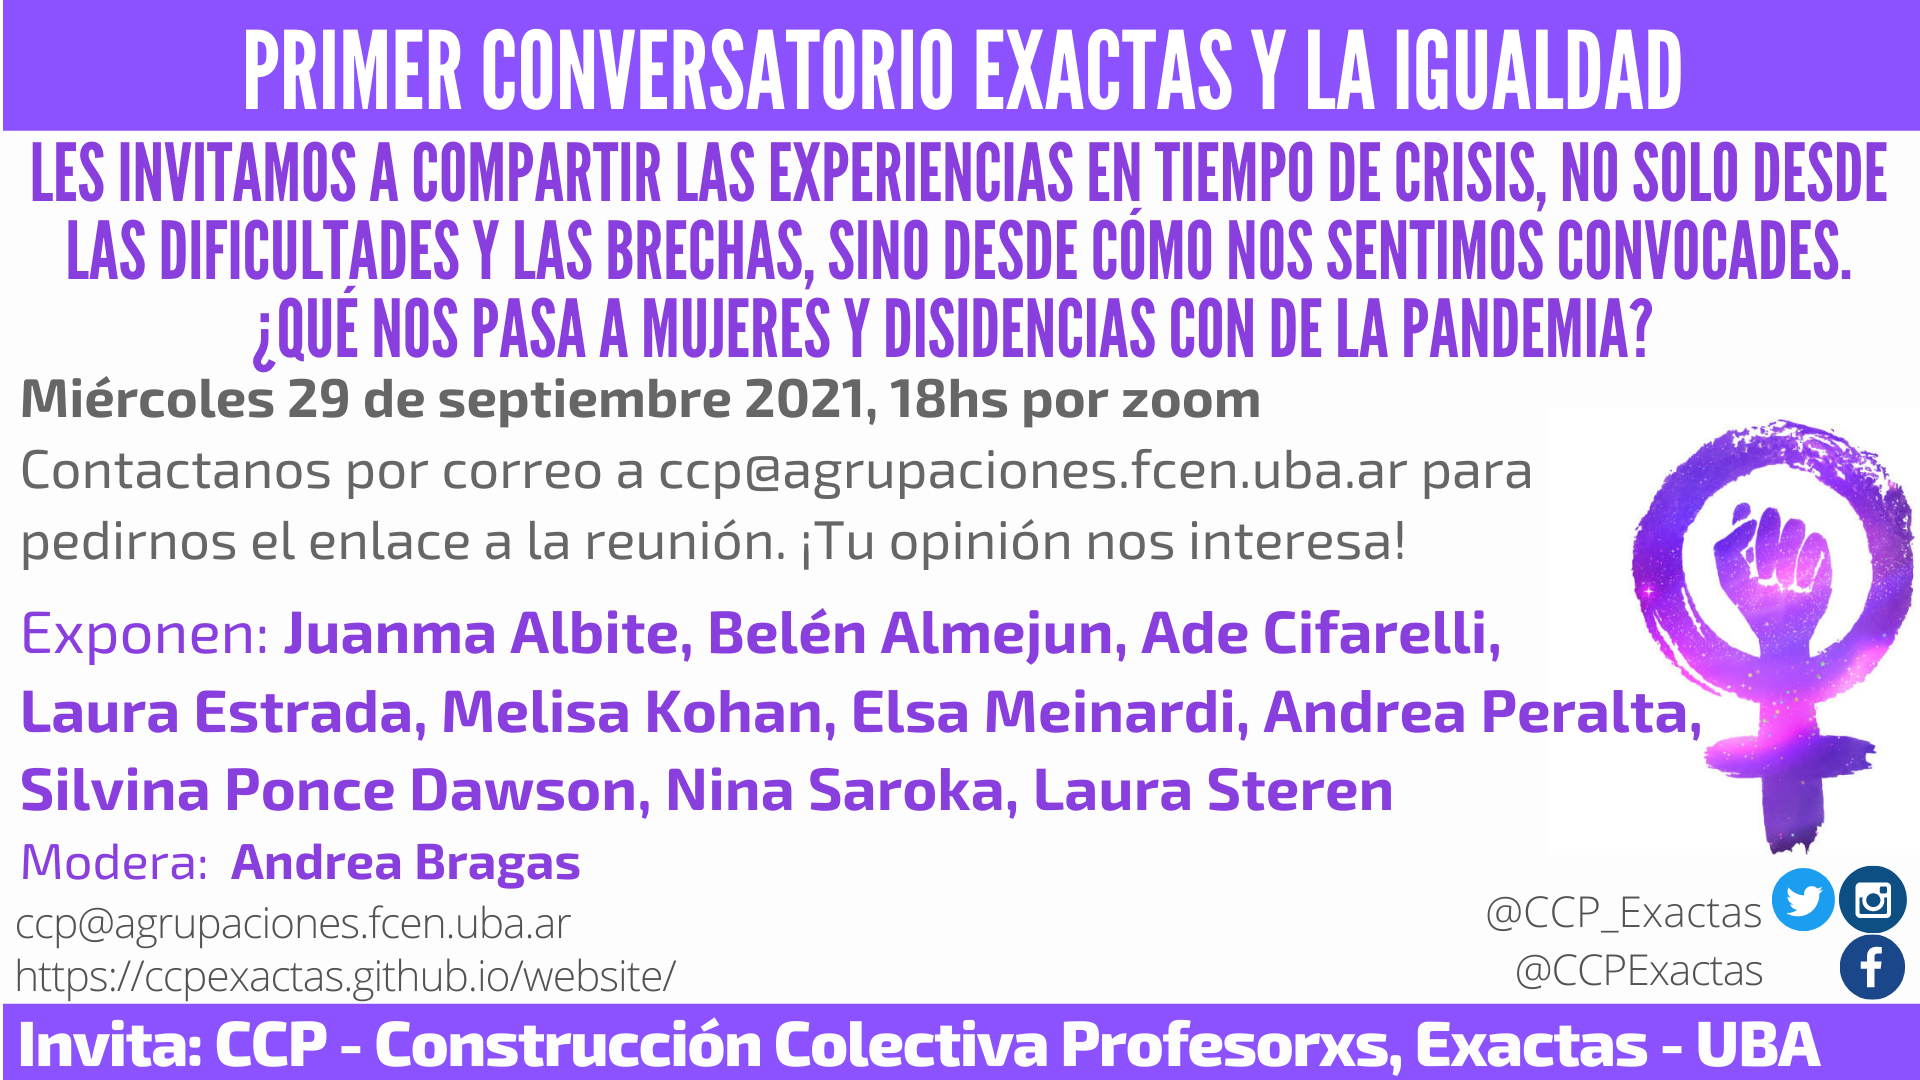 PRIMER CONVERSATORIO EXACTAS Y LA IGUALDAD
LES INVITAMOS A COMPARTIR LAS EXPERIENCIAS EN TIEMPO DE CRISIS, NO SOLO DESDE
LAS DIFICULTADES Y LAS BRECHAS, SINO DESDE CÓMO NOS SENTIMOS CONVOCADES.
¿QUÉ NOS PASA A MUJERES Y DISIDENCIAS CON DE LA PANDEMIA?
Miércoles 29 de septiembre 2021, 18hs por zoom
Contactanos por correo a ccp@agrupaciones.fcen.uba.ar para
pedirnos el enlace a la reunión. ¡Tu opinión nos interesa!
Exponen: Juanma Albite, Belén Almejun, Ade Cifarelli,
Laura Estrada, Melisa Kohan, Elsa Meinardi, Andrea Peralta,
Silvina Ponce Dawson, Nina Saroka, Laura Steren
Modera: Andrea Bragas
ccp@agrupaciones.fcen.uba.ar
https://ccpexactas.github.io/website/
@CCP_Exactas
@CCPExactas
Invita: CCP - Construcción Colectiva Profesorxs, Exactas - UBA